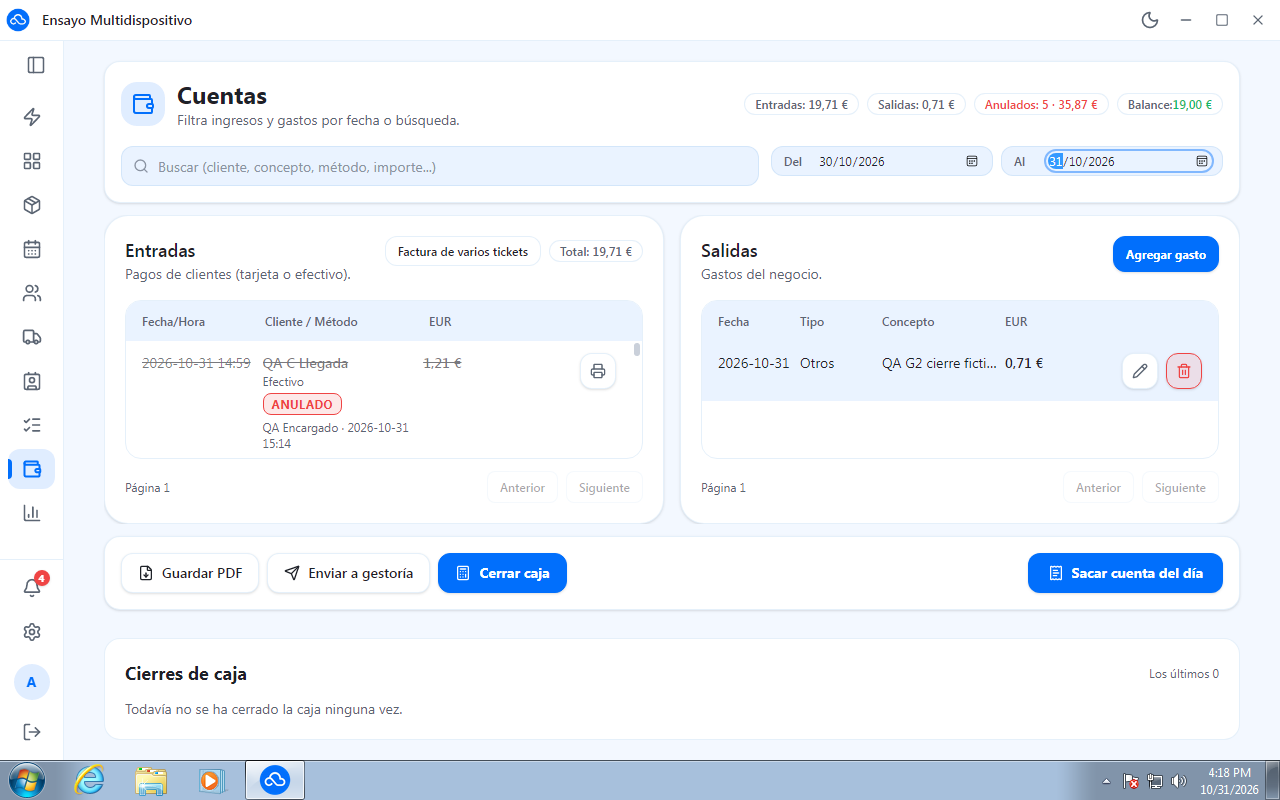 Ensayo Multidispositivo
Cuentas
Filtra ingresos y gastos por fecha o búsqueda.
Entradas: 19,71 €
Salidas: 0,71 €
Anulados: 5 · 35,87 €
Balance:19,00 €
Buscar (cliente, concepto, método, importe...)
Del 30/10/2026
Al 31/10/2026
Entradas
Factura de varios tickets
Total: 19,71 €
Pagos de clientes (tarjeta o efectivo).
Fecha/Hora Cliente / Método EUR
2026-10-31 14:59 QA C Llegada 1,21 €
Efectivo
ANULADO
QA Encargado · 2026-10-31
15:14
Página 1
Anterior
Siguiente
Salidas
Agregar gasto
Gastos del negocio.
Fecha Tipo Concepto EUR
2026-10-31 Otros QA G2 cierre ficti... 0,71 €
Página 1
Anterior
Siguiente
Guardar PDF
Enviar a gestoría
Cerrar caja
Sacar cuenta del día
Cierres de caja
Los últimos 0
Todavía no se ha cerrado la caja ninguna vez.
4
A
4:18 PM
10/31/2026